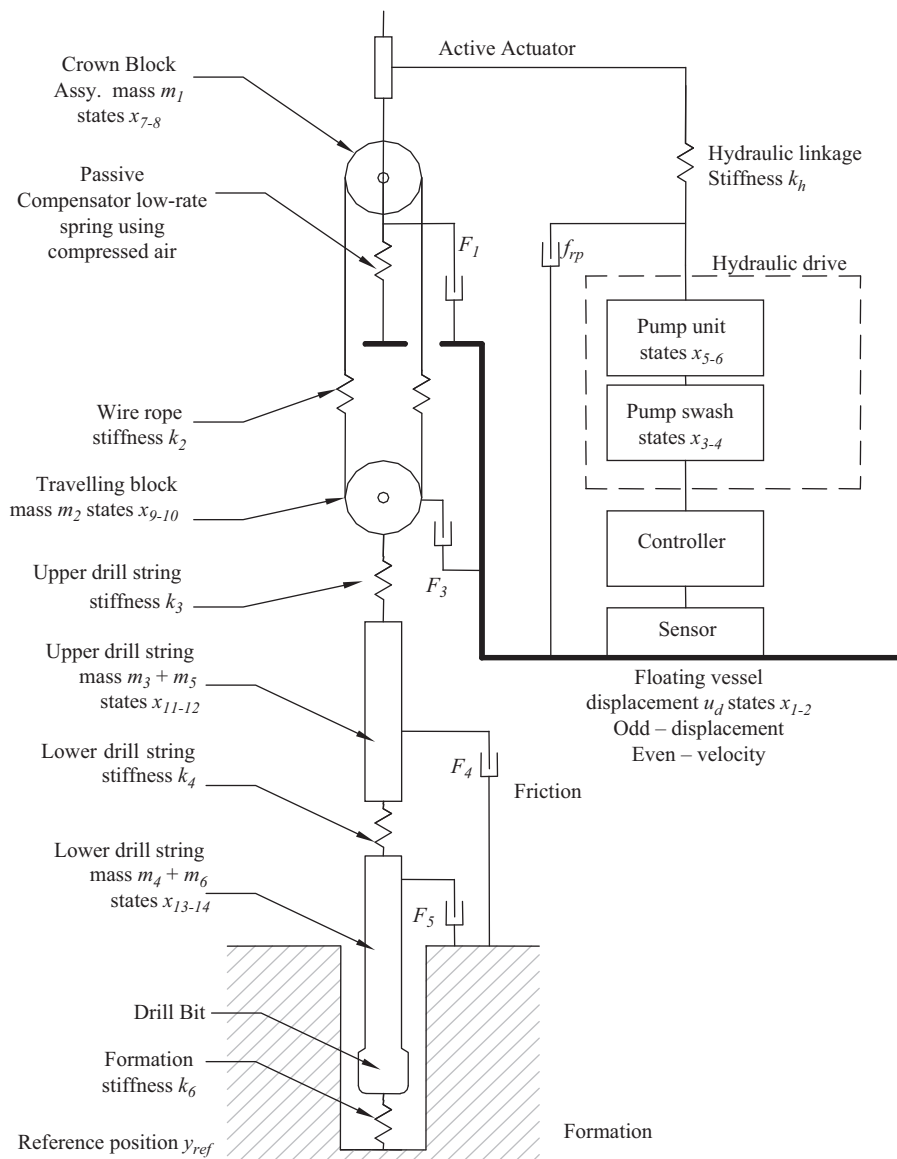 Active Actuator
Crown Block
Assy. mass m1
states x7-8
Hydraulic linkage
Stiffness kh
Passive
Compensator low-rate
spring using
compressed air
F1
frp
Hydraulic drive
Pump unit
states x5-6
Pump swash
states x3-4
Wire rope
stiffness k2
Travelling block
mass m2 states x9-10
Controller
F3
Upper drill string
stiffness k3
Sensor
Upper drill string
mass m3 + m5
states x11-12
Floating vessel
displacement ud states x1-2
Odd – displacement
Even – velocity
Lower drill string
stiffness k4
F4
Friction
Lower drill string
mass m4 + m6
states x13-14
F5
Drill Bit
Formation
stiffness k6
Reference position yref
Formation